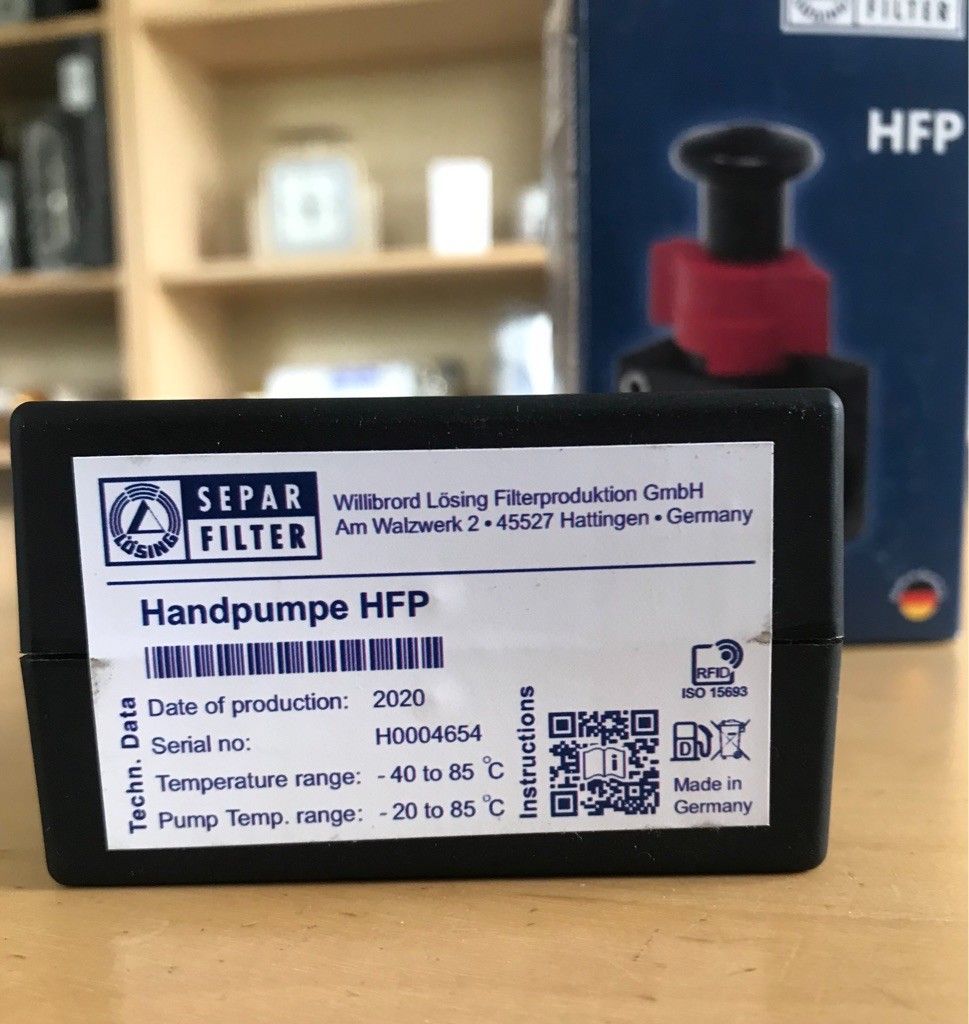 FILTER
HFP
SEPAR
FILTER
LÖSING
Willibrord Lösing Filterproduktion GmbH
Am Walzwerk 2 • 45527 Hattingen • Germany
Handpumpe HFP
Techn. Data
Date of production: 2020
Serial no: H0004654
Temperature range: - 40 to 85 °C
Pump Temp. range: - 20 to 85 °C
Instructions
i
RFID
ISO 15693
D
Made in
Germany